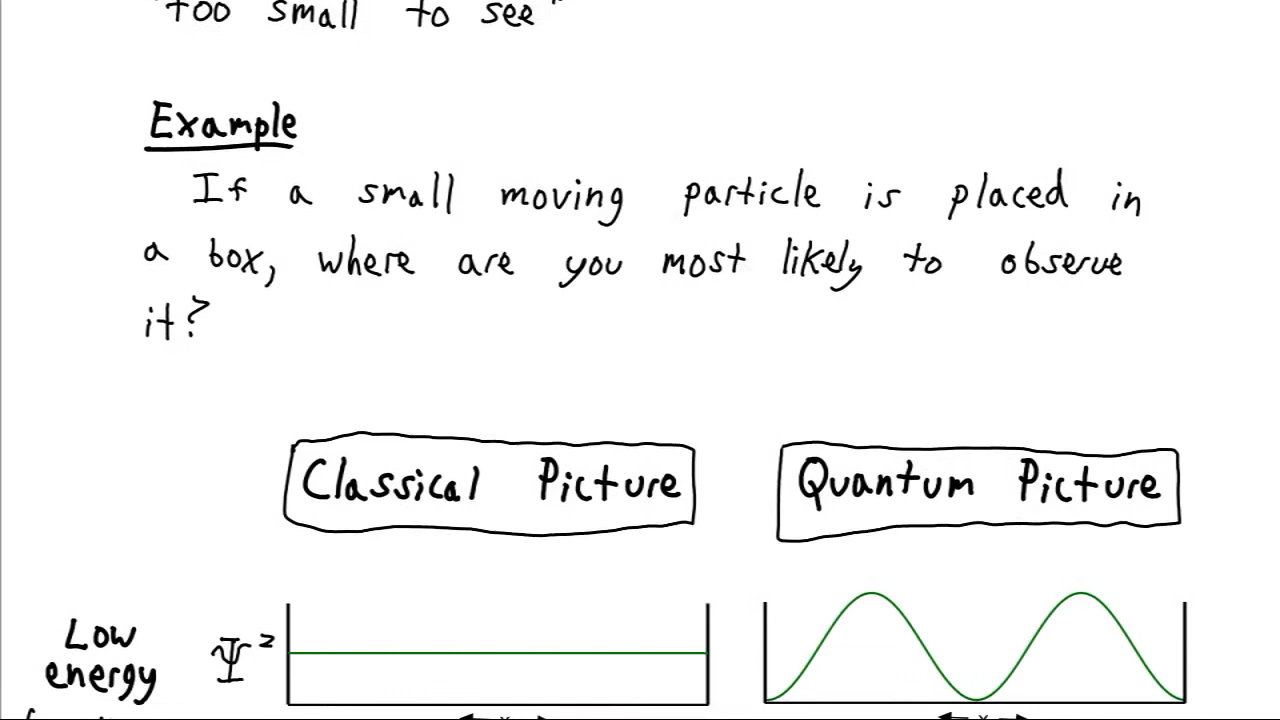 "too small to see"
Example
If a small moving particle is placed in
a box, where are you most likely to observe
it?
Classical Picture
Quantum Picture
Low
energy
Ψ²
x
x